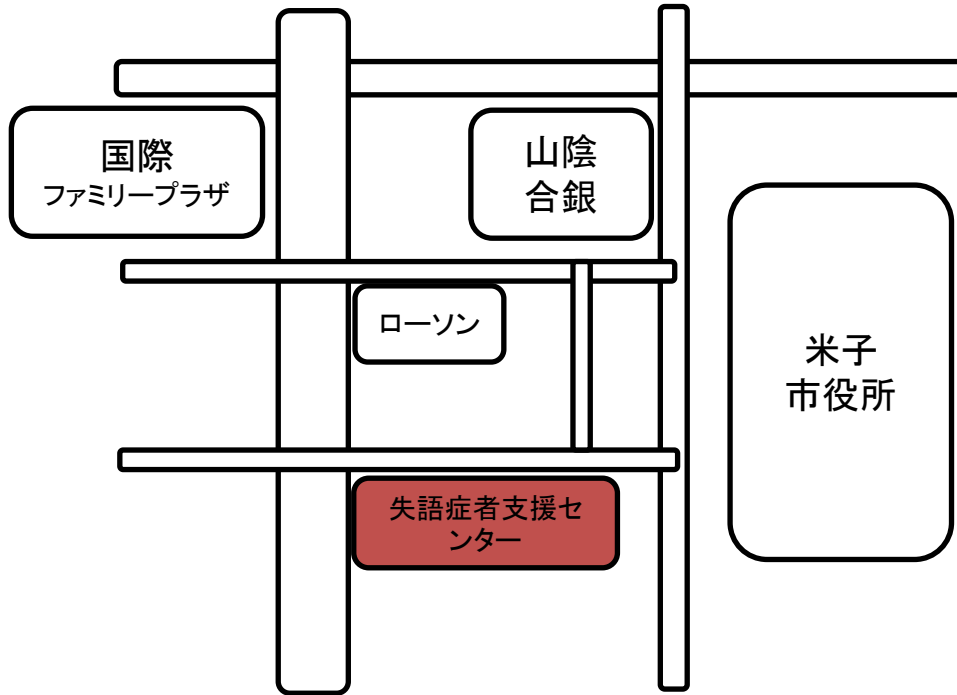 国際
ファミリープラザ
山陰
合銀
ローソン
米子
市役所
失語症者支援セ
ンター